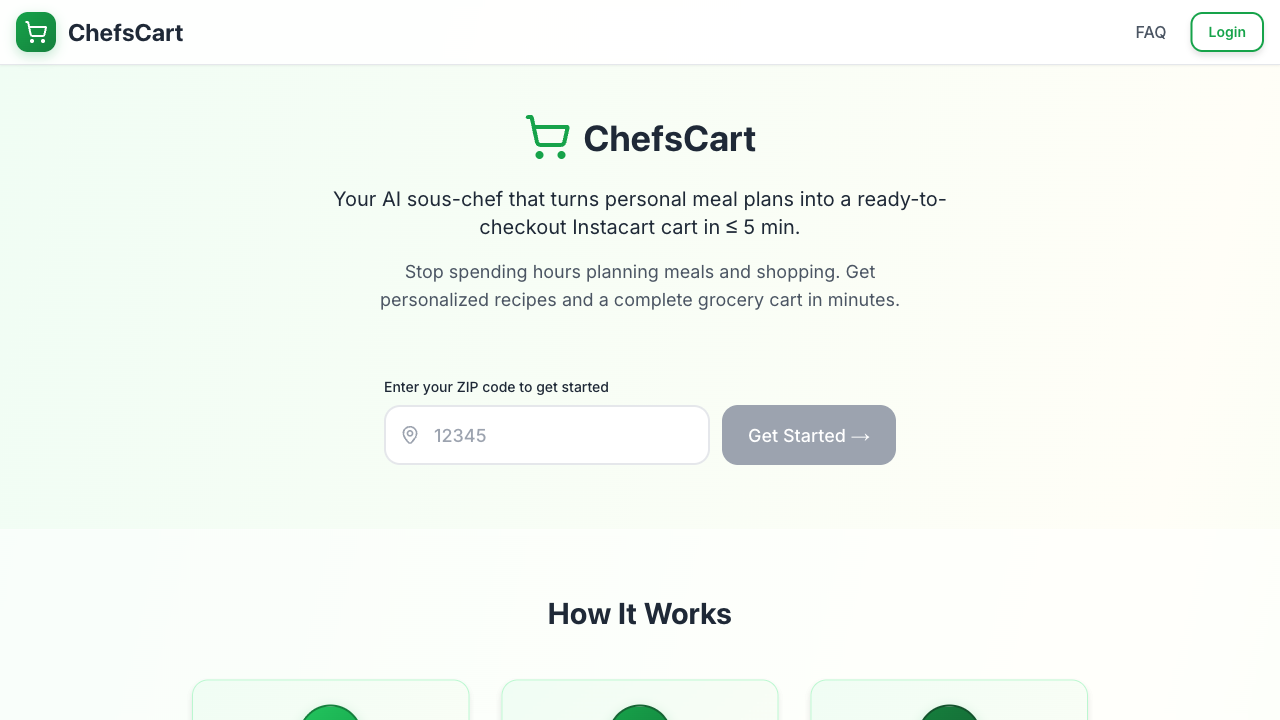 ChefsCart
FAQ
Login
ChefsCart
Your AI sous-chef that turns personal meal plans into a ready-to-
checkout Instacart cart in ≤ 5 min.
Stop spending hours planning meals and shopping. Get
personalized recipes and a complete grocery cart in minutes.
Enter your ZIP code to get started
12345
Get Started →
How It Works